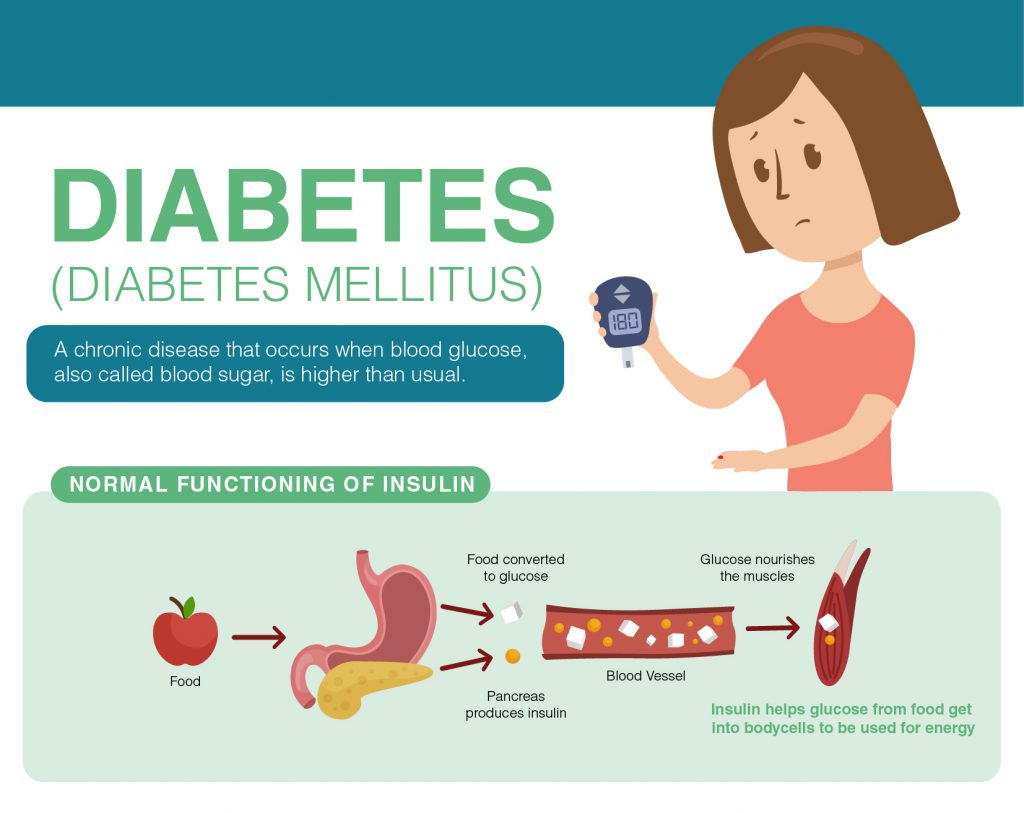 DIABETES
(DIABETES MELLITUS)
A chronic disease that occurs when blood glucose,
also called blood sugar, is higher than usual.
180
NORMAL FUNCTIONING OF INSULIN
Food
Food converted
to glucose
Pancreas
produces insulin
Blood Vessel
Glucose nourishes
the muscles
Insulin helps glucose from food get
into bodycells to be used for energy